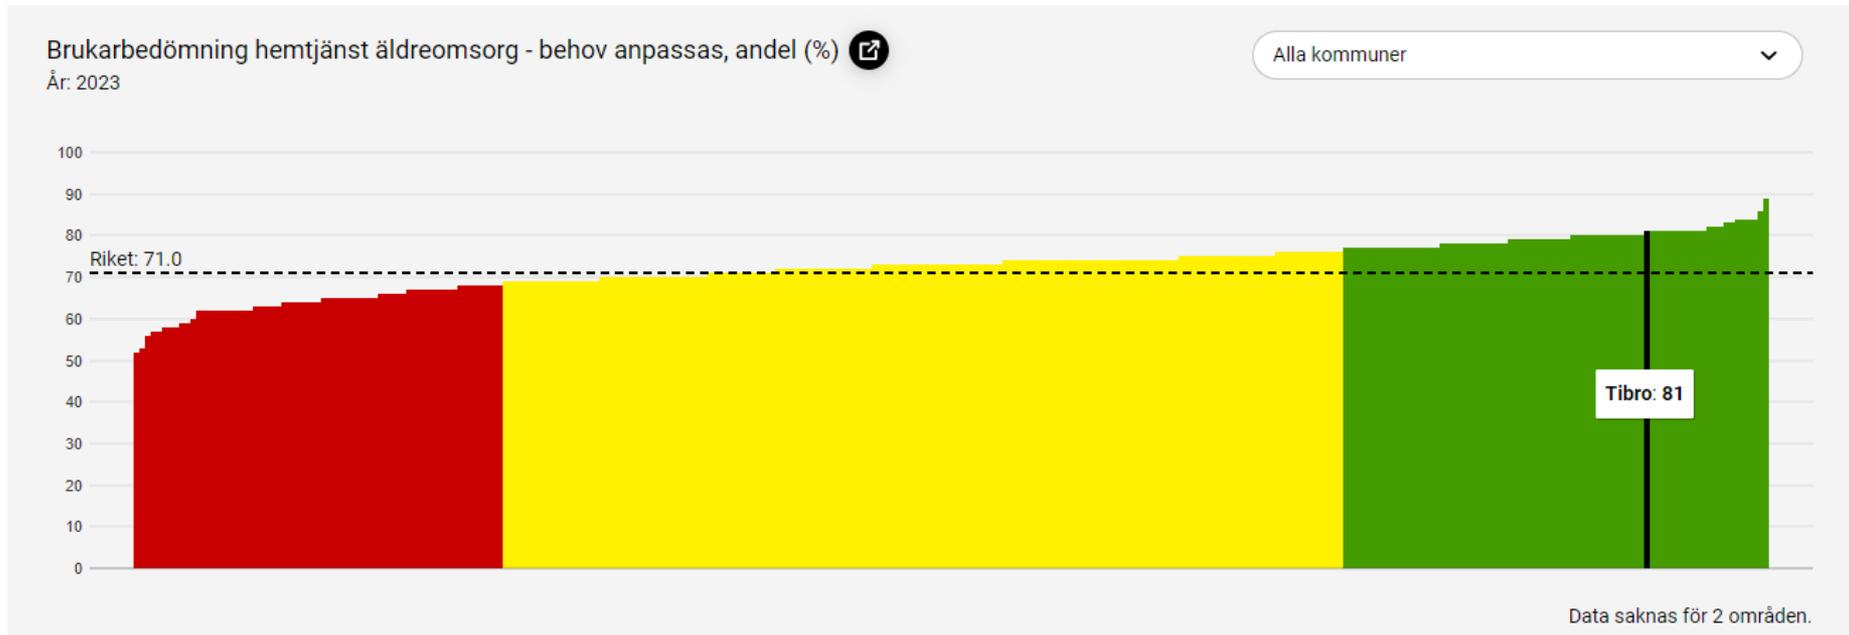 Brukarbedömning hemtjänst äldreomsorg - behov anpassas, andel (%)
År: 2023
Alla kommuner
100
90
80
Riket: 71.0
70
60
50
40
Tibro: 81
30
20
10
0
Data saknas för 2 områden.